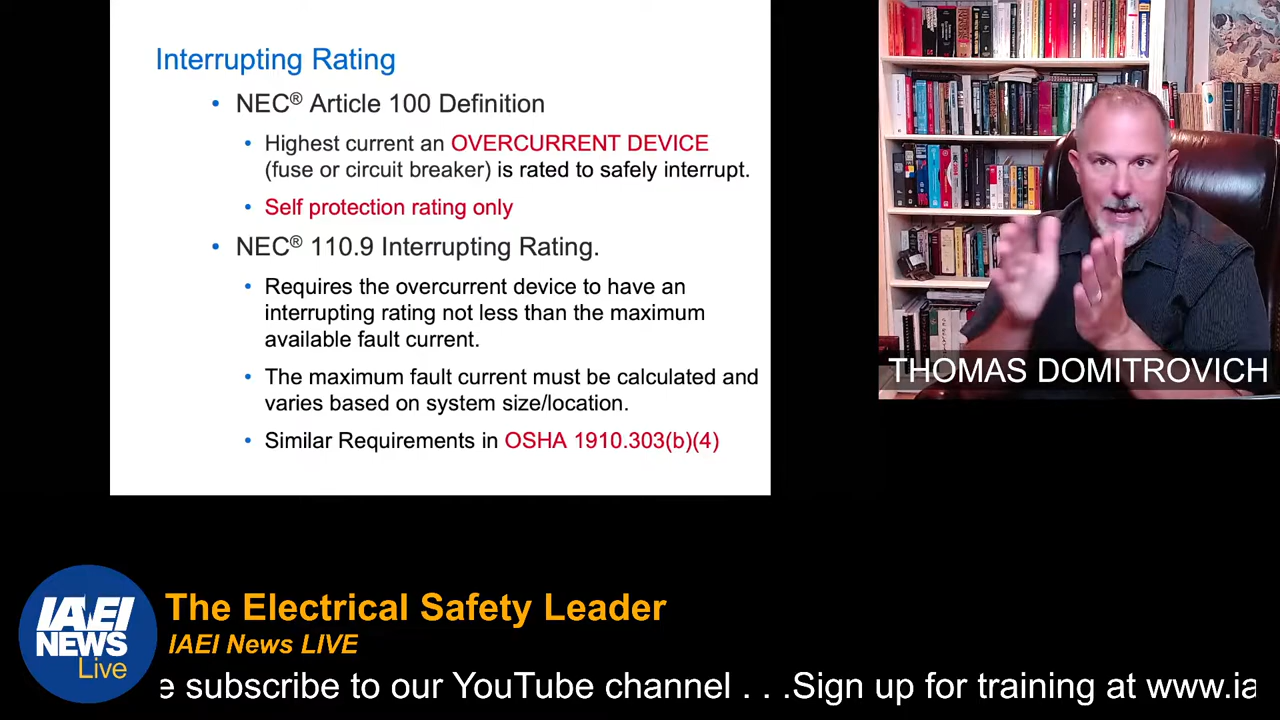 Interrupting Rating
• NEC® Article 100 Definition
• Highest current an OVERCURRENT DEVICE
(fuse or circuit breaker) is rated to safely interrupt.
• Self protection rating only
• NEC® 110.9 Interrupting Rating.
• Requires the overcurrent device to have an
interrupting rating not less than the maximum
available fault current.
• The maximum fault current must be calculated and
varies based on system size/location.
• Similar Requirements in OSHA 1910.303(b)(4)
THOMAS DOMITROVICH
IAEI
NEWS
Live
The Electrical Safety Leader
IAEI News LIVE
e subscribe to our YouTube channel . . .Sign up for training at www.ia